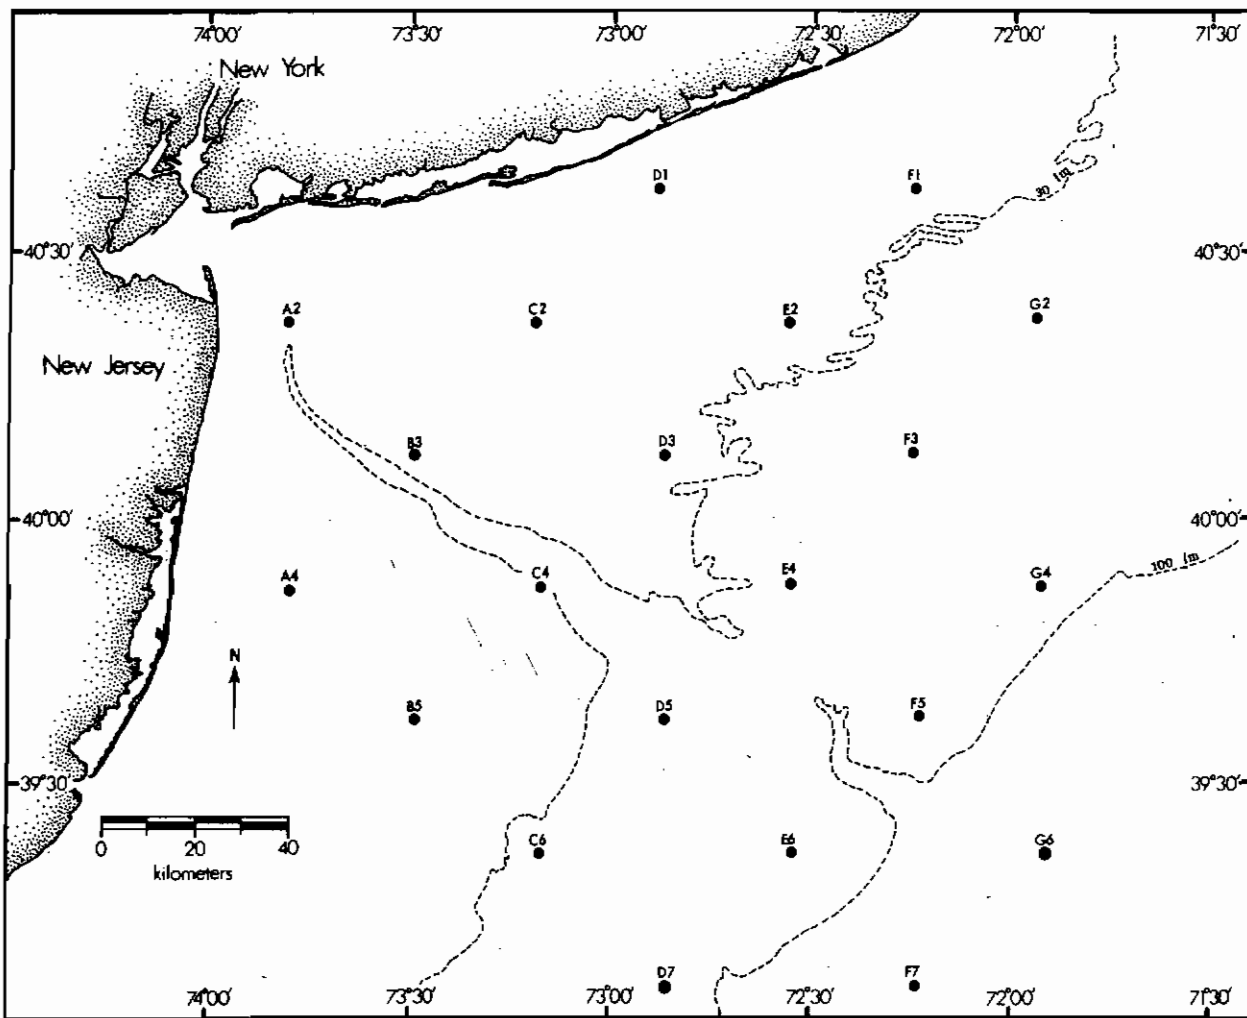 74°00' 73°30' 73°00' 72°30' 72°00' 71°30'
New York
D1 F1
30 fm
40°30' 40°30'
A2 C2 E2 G2
New Jersey
B3 D3 F3
40°00' 40°00'
100 fm
A4 C4 E4 G4
N
B5 D5 F5
39°30' 39°30'
C6 E6 G6
0 20 40
kilometers
D7 F7
74°00' 73°30' 73°00' 72°30' 72°00' 71°30'